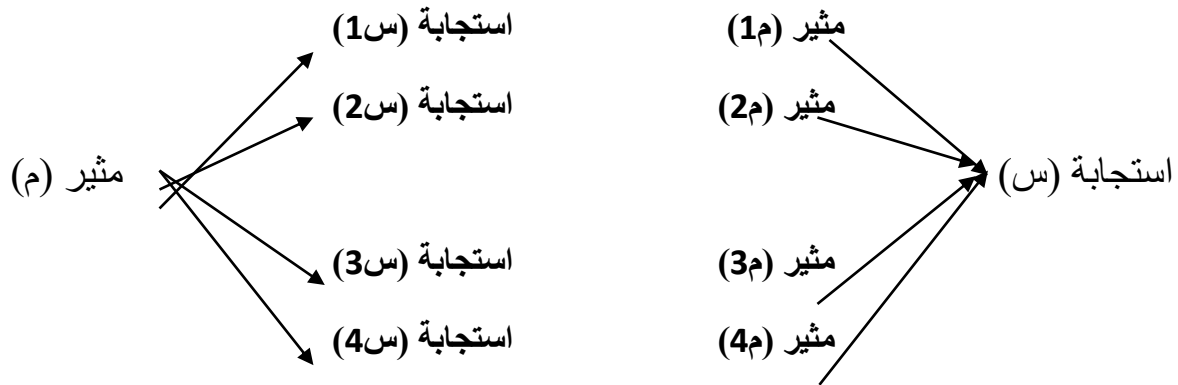 مثير (م1) استجابة (س1)
مثير (م2) استجابة (س2)
استجابة (س) مثير (م)
مثير (م3) استجابة (س3)
مثير (م4) استجابة (س4)